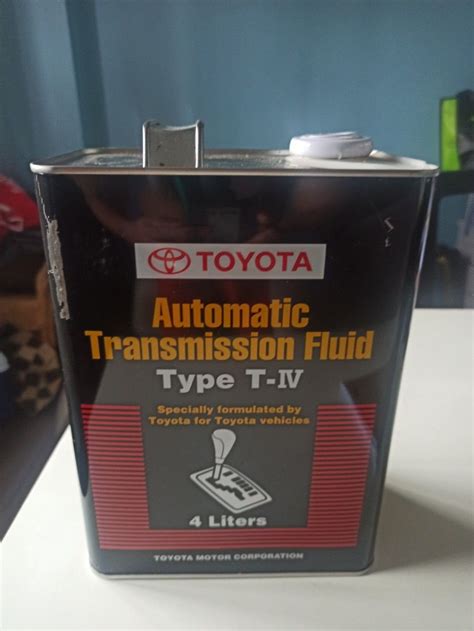 TOYOTA
Automatic
Transmission Fluid
Type T-IV
Specially formulated by
Toyota for Toyota vehicles
4 Liters
TOYOTA MOTOR CORPORATION